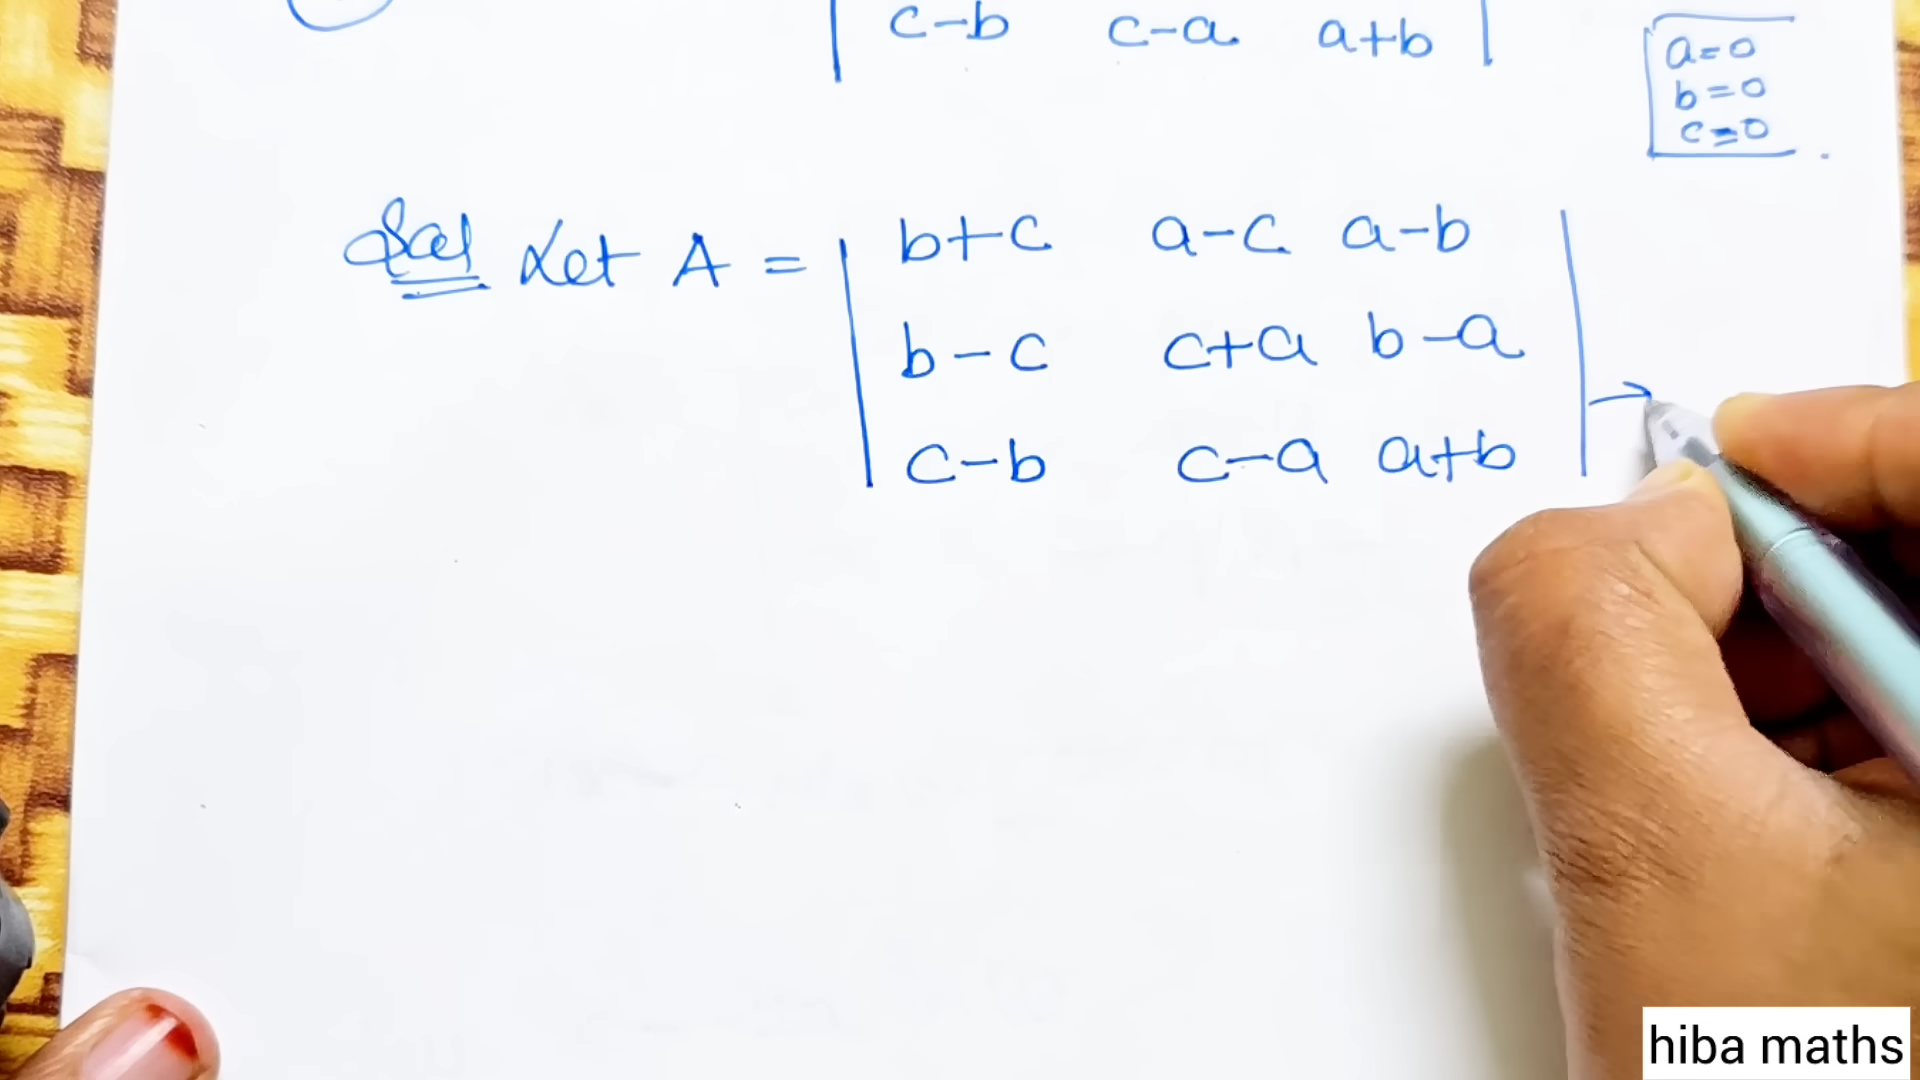 c-b c-a a+b
a=0
b=0
c=0
Sol Let A = b+c a-c a-b
b-c c+a b-a
c-b c-a a+b
hiba maths